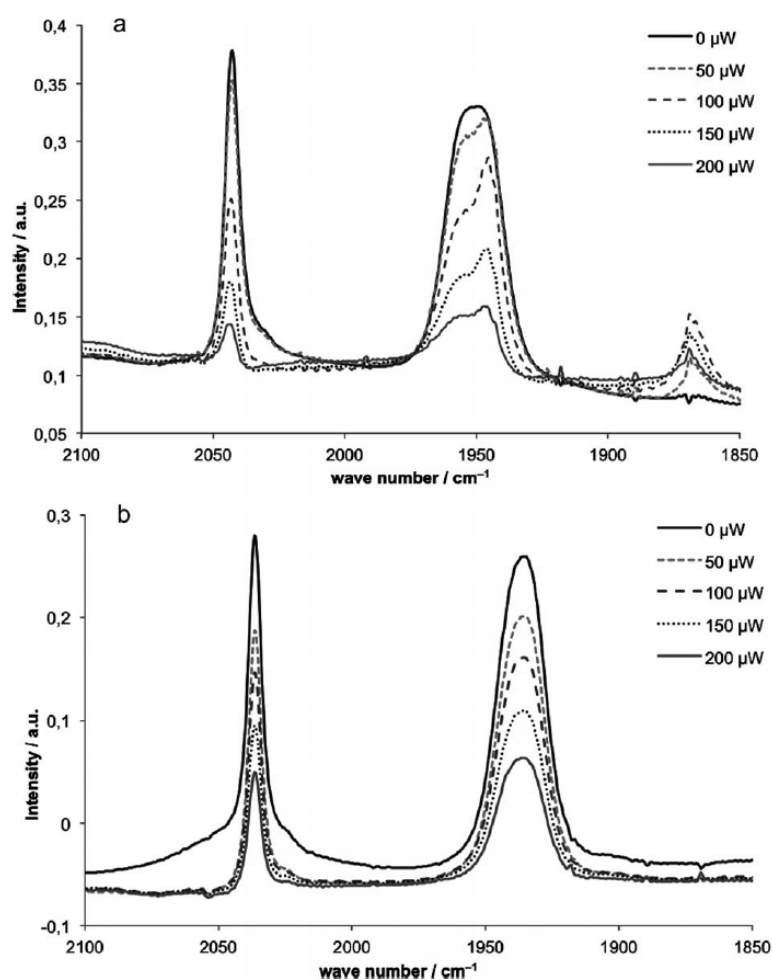 a
0,4
0,35
0,3
0,25
0,2
0,15
0,1
0,05
Intensity / a.u.
0 µW
50 µW
100 µW
150 µW
200 µW
2100 2050 2000 1950 1900 1850
wave number / cm⁻¹
b
0,3
0,2
0,1
0
-0,1
Intensity / a.u.
0 µW
50 µW
100 µW
150 µW
200 µW
2100 2050 2000 1950 1900 1850
wave number / cm⁻¹